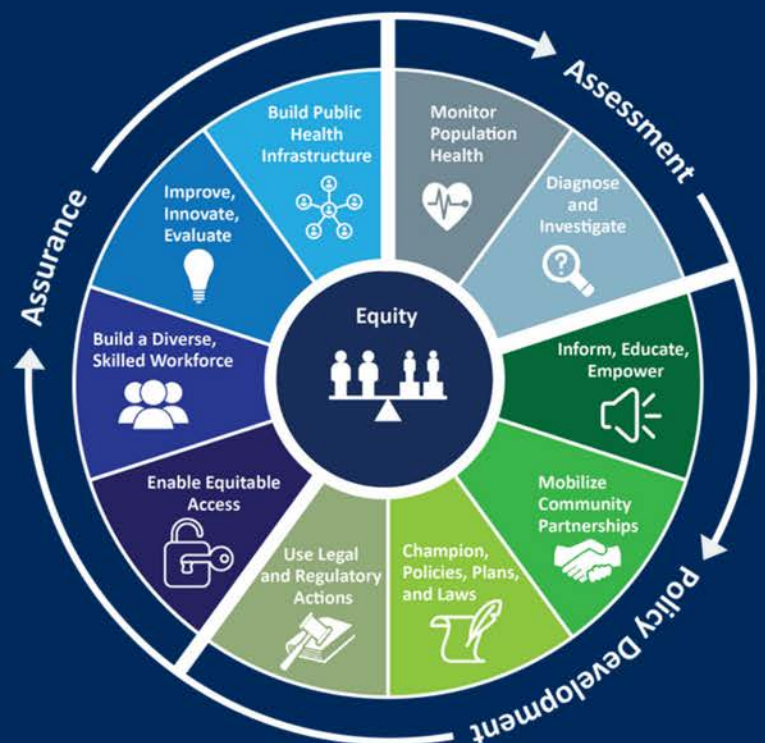 Assessment
Monitor
Population
Health
Diagnose
and
Investigate
Policy Development
Inform, Educate,
Empower
Mobilize
Community
Partnerships
Champion,
Policies, Plans,
and Laws
Use Legal
and Regulatory
Actions
Assurance
Enable Equitable
Access
Build a Diverse,
Skilled Workforce
Improve,
Innovate,
Evaluate
Build Public
Health
Infrastructure
Equity
?